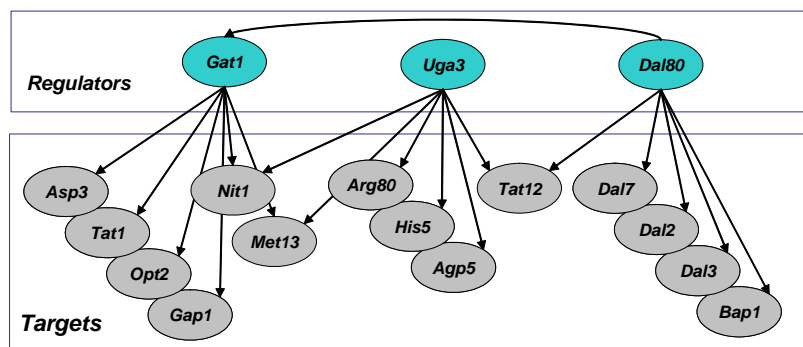 Gat1
Uga3
Dal80
Regulators
Asp3
Nit1
Arg80
Tat12
Dal7
Tat1
Met13
His5
Dal2
Opt2
Agp5
Dal3
Gap1
Bap1
Targets